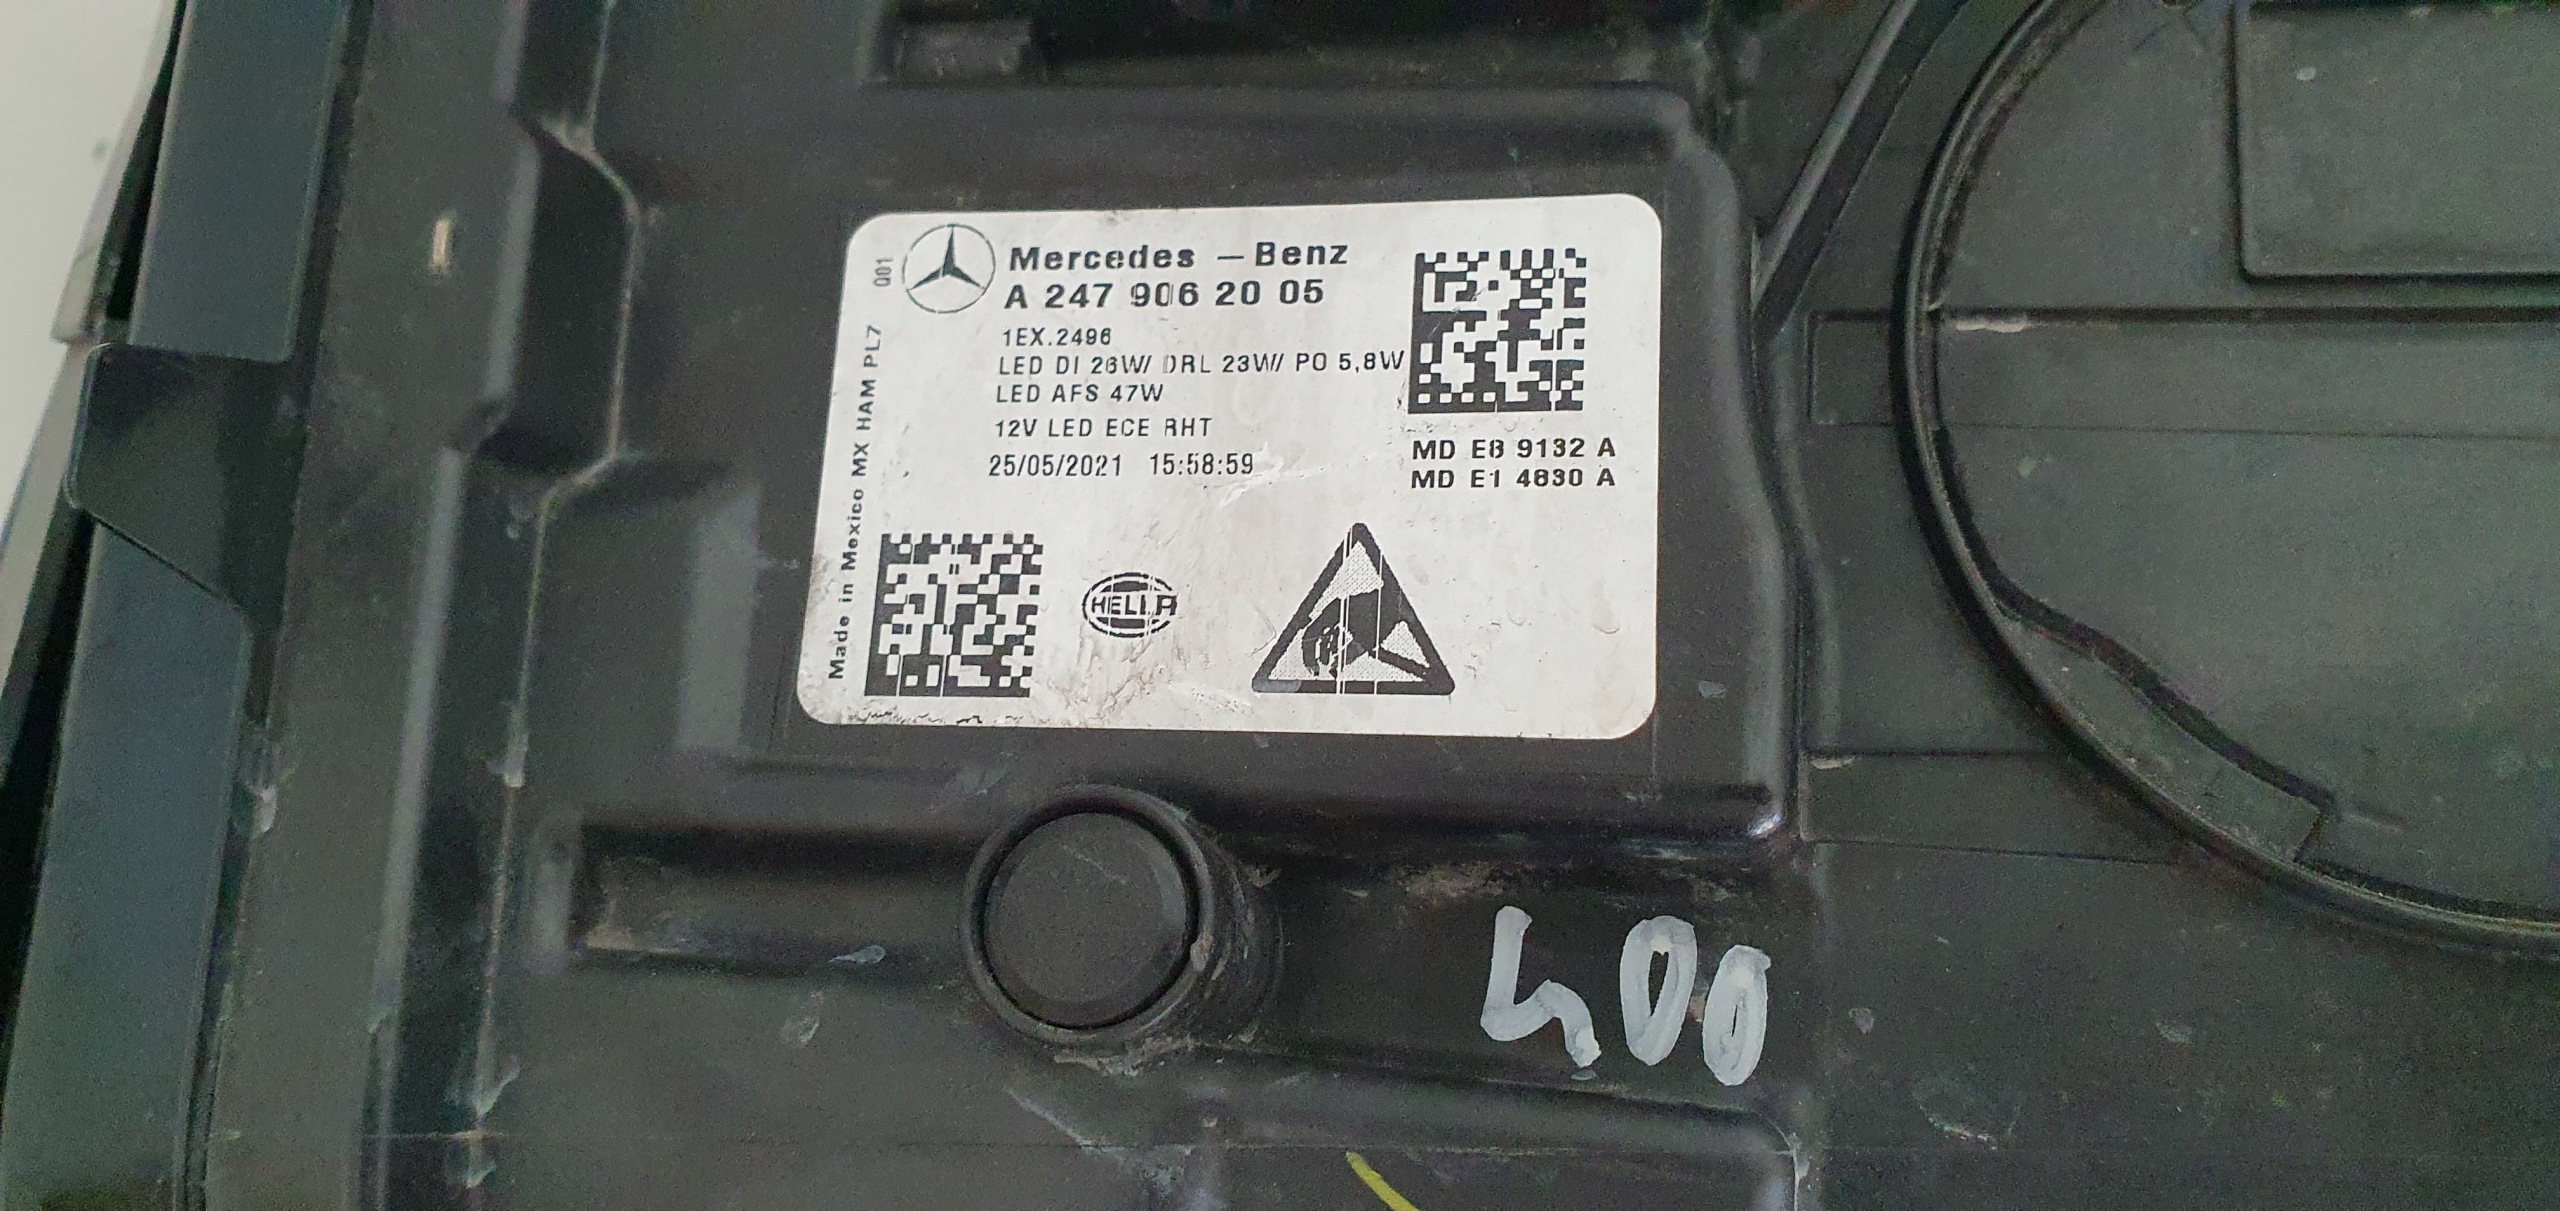 001
Mercedes - Benz
A 247 906 20 05
1EX.2496
LED DI 26W/ DRL 23W// PO 5,8W
LED AFS 47W
12V LED ECE RHT
25/05/2021 15:58:59
MD E8 9132 A
MD E1 4830 A
Made in Mexico MX HAM PL7
HELLA
400